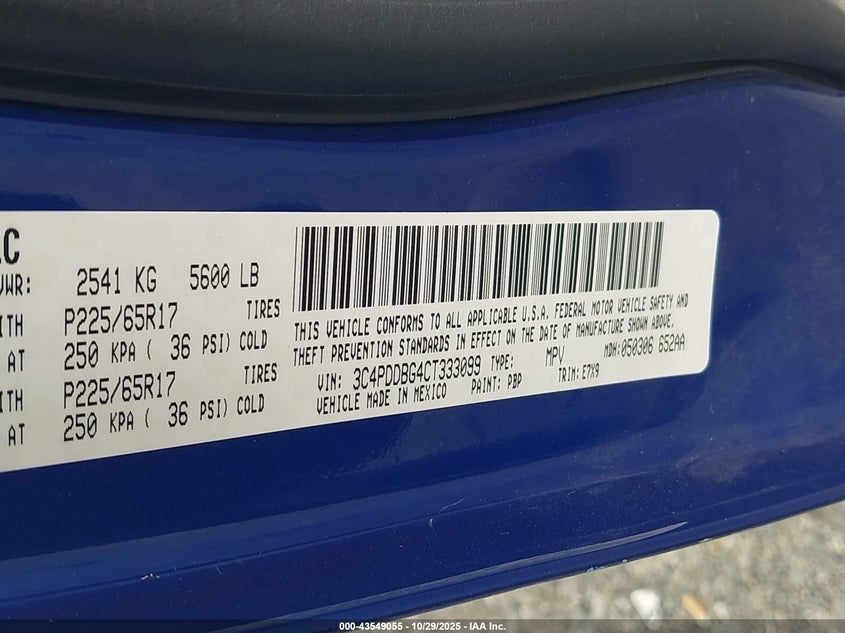 LC
VWR: 2541 KG 5600 LB
ITH P225/65R17 TIRES
AT 250 KPA ( 36 PSI) COLD
ITH P225/65R17 TIRES
AT 250 KPA ( 36 PSI) COLD
THIS VEHICLE CONFORMS TO ALL APPLICABLE U.S.A. FEDERAL MOTOR VEHICLE SAFETY AND
THEFT PREVENTION STANDARDS IN EFFECT ON THE DATE OF MANUFACTURE SHOWN ABOVE.
VIN: 3C4PDDBG4CT333099 TYPE: MPV MDH:050306 652AA
VEHICLE MADE IN MEXICO PAINT: PBP TRIM: E7X9
000-43549055 - 10/29/2025 - IAA Inc.